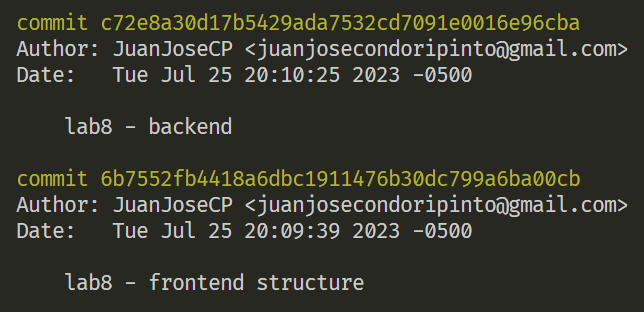 commit c72e8a30d17b5429ada7532cd7091e0016e96cba
Author: JuanJoseCP <juanjosecondoripinto@gmail.com>
Date:   Tue Jul 25 20:10:25 2023 -0500
lab8 - backend
commit 6b7552fb4418a6dbc1911476b30dc799a6ba00cb
Author: JuanJoseCP <juanjosecondoripinto@gmail.com>
Date:   Tue Jul 25 20:09:39 2023 -0500
lab8 - frontend structure